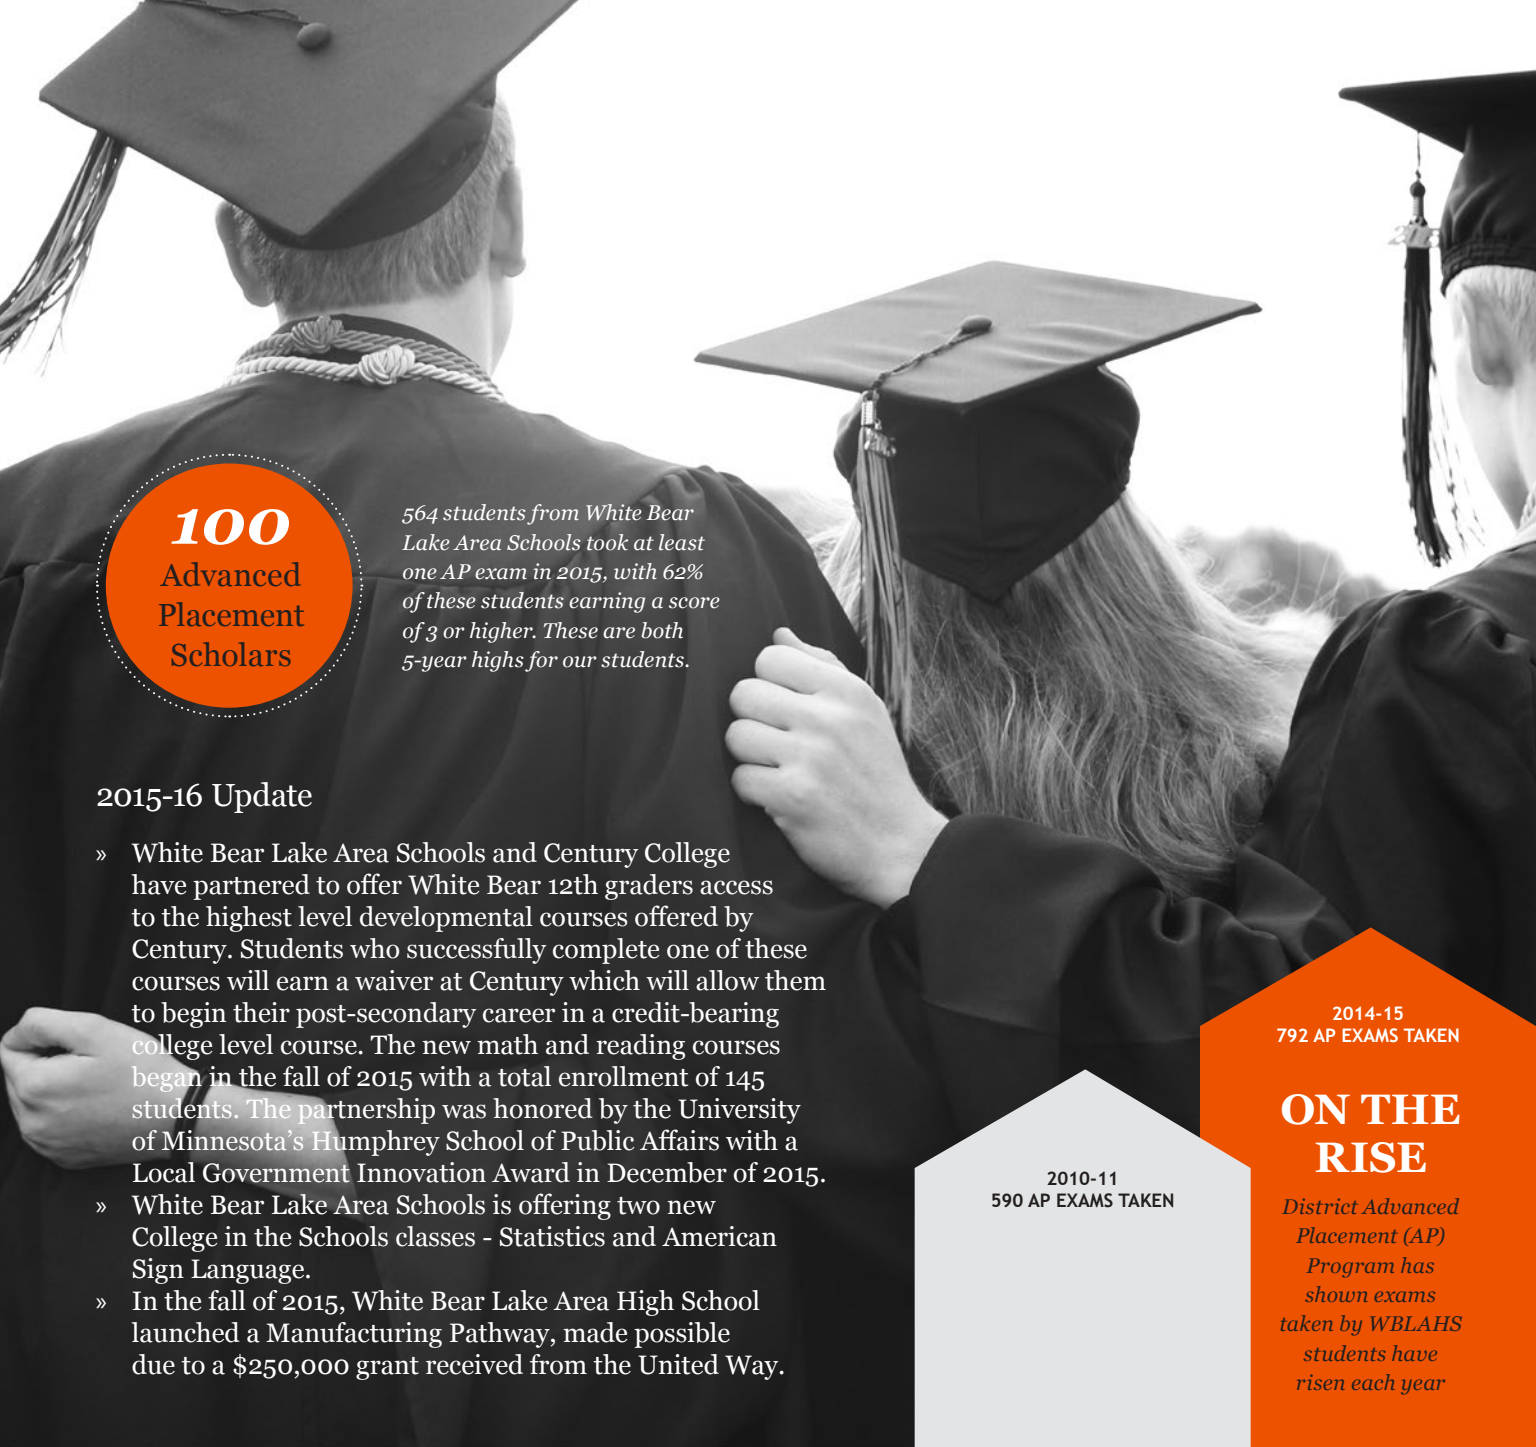 100
Advanced
Placement
Scholars
564 students from White Bear
Lake Area Schools took at least
one AP exam in 2015, with 62%
of these students earning a score
of 3 or higher. These are both
5-year highs for our students.
2015-16 Update
» White Bear Lake Area Schools and Century College
have partnered to offer White Bear 12th graders access
to the highest level developmental courses offered by
Century. Students who successfully complete one of these
courses will earn a waiver at Century which will allow them
to begin their post-secondary career in a credit-bearing
college level course. The new math and reading courses
began in the fall of 2015 with a total enrollment of 145
students. The partnership was honored by the University
of Minnesota’s Humphrey School of Public Affairs with a
Local Government Innovation Award in December of 2015.
» White Bear Lake Area Schools is offering two new
College in the Schools classes - Statistics and American
Sign Language.
» In the fall of 2015, White Bear Lake Area High School
launched a Manufacturing Pathway, made possible
due to a $250,000 grant received from the United Way.
2010-11
590 AP EXAMS TAKEN
2014-15
792 AP EXAMS TAKEN
ON THE
RISE
District Advanced
Placement (AP)
Program has
shown exams
taken by WBLAHS
students have
risen each year